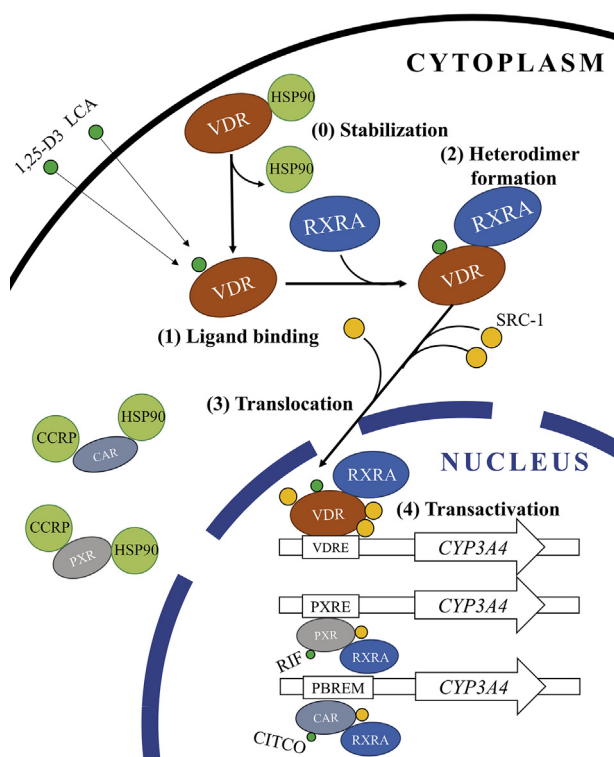 CYTOPLASM
HSP90
VDR
(0) Stabilization
1,25-D3 LCA
HSP90
(2) Heterodimer
formation
RXRA
RXRA
VDR
VDR
(1) Ligand binding
SRC-1
(3) Translocation
HSP90
CCRP
CAR
NUCLEUS
RXRA
VDR
(4) Transactivation
CCRP
PXR
HSP90
VDRE
CYP3A4
PXRE
CYP3A4
PXR
RIF
RXRA
PBREM
CYP3A4
CAR
CITCO
RXRA